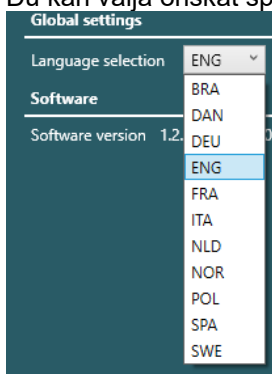 Du kan välja önskat sp
Global settings
Language selection ENG
Software
Software version 1.2.
BRA
DAN
DEU
ENG
FRA
ITA
NLD
NOR
POL
SPA
SWE